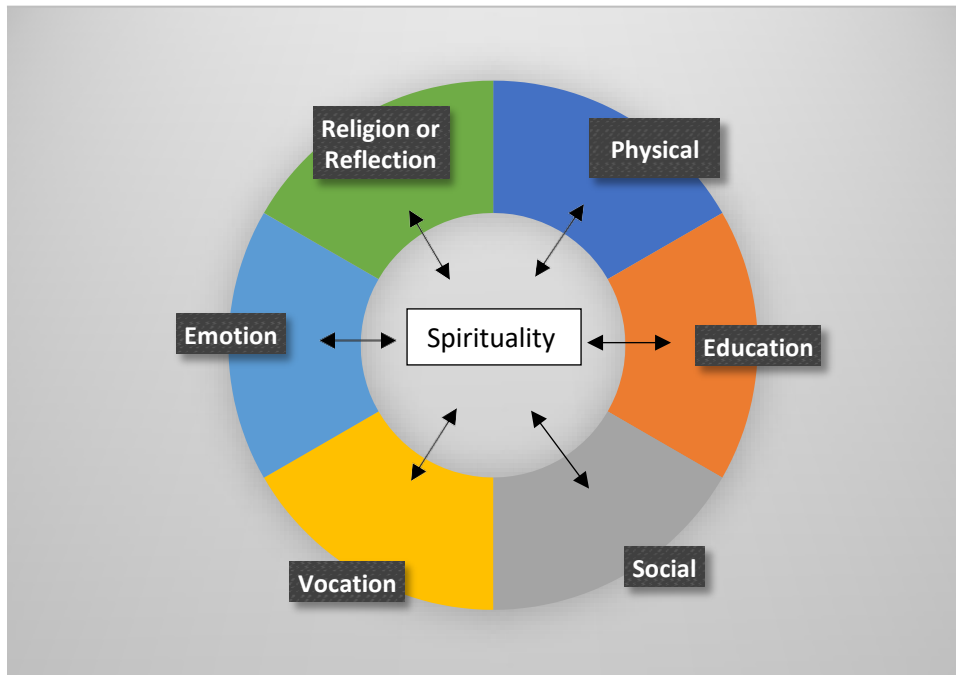 Religion or
Reflection
Physical
Emotion
Spirituality
Education
Vocation
Social